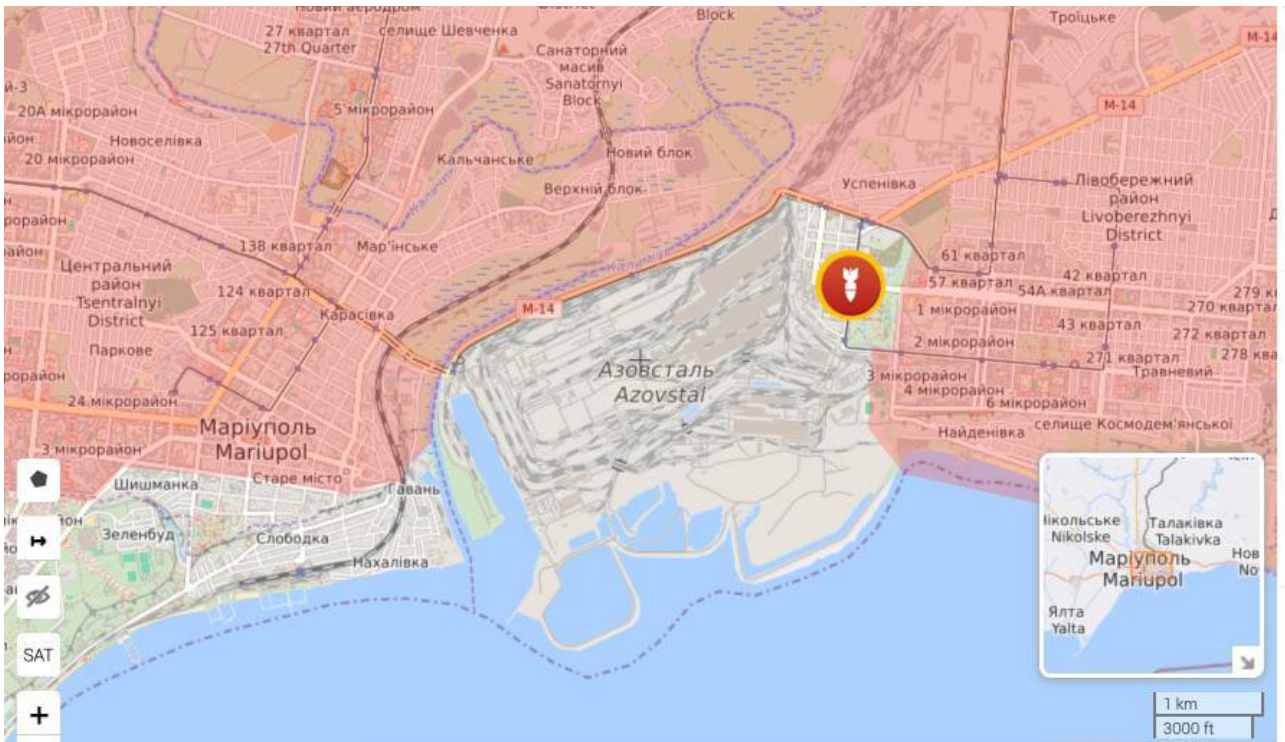 Block
Троїцьке
27 квартал
27th Quarter
селище Шевченка
M-14
Санаторний
масив
Sanatornyi
Block
20А мікрорайон
5 мікрорайон
M-14
Новоселівка
20 мікрорайон
Кальчанське
Новий блок
Верхній блок
Успенівка
Лівобережний
район
Livoberezhnyi
District
138 квартал
Мар'їнське
61 квартал
Центральний
район
Tsentralnyi
District
124 квартал
42 квартал
57 квартал
54А квартал
270 ква
M-14
Карасівка
1 мікрорайон
125 квартал
43 квартал
272 квартал
Паркове
2 мікрорайон
271 квартал
278 ква
Травневий
Азовсталь
Azovstal
3 мікрорайон
4 мікрорайон
24 мікрорайон
6 мікрорайон
Маріуполь
Mariupol
Найденівка
селище Космодем'янської
3 мікрорайон
Шишманка
Старе місто
Гавань
Зеленбуд
Слободка
Нахалівка
Нікольське
Nikolske
Талаківка
Talakivka
Маріуполь
Mariupol
Нов
No
Ялта
Yalta
SAT
+
1 km
3000 ft